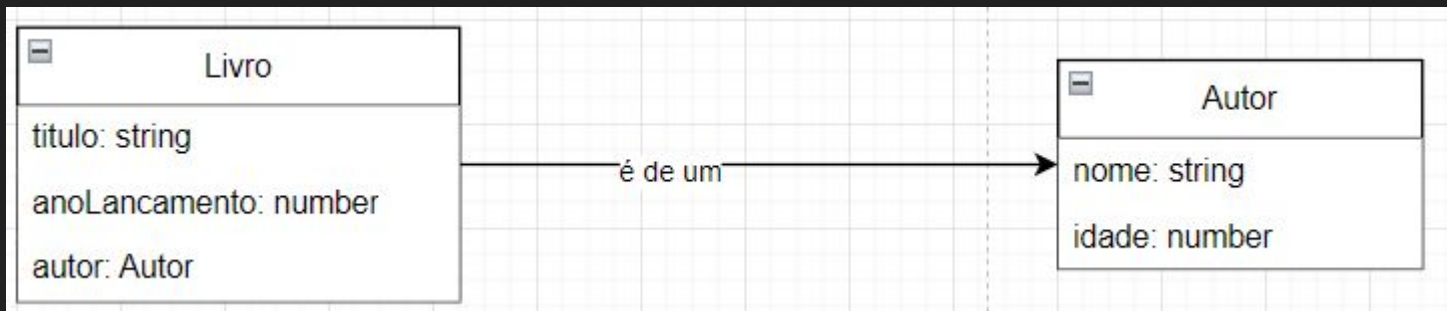 Livro
titulo: string
anoLancamento: number
autor: Autor
é de um
Autor
nome: string
idade: number